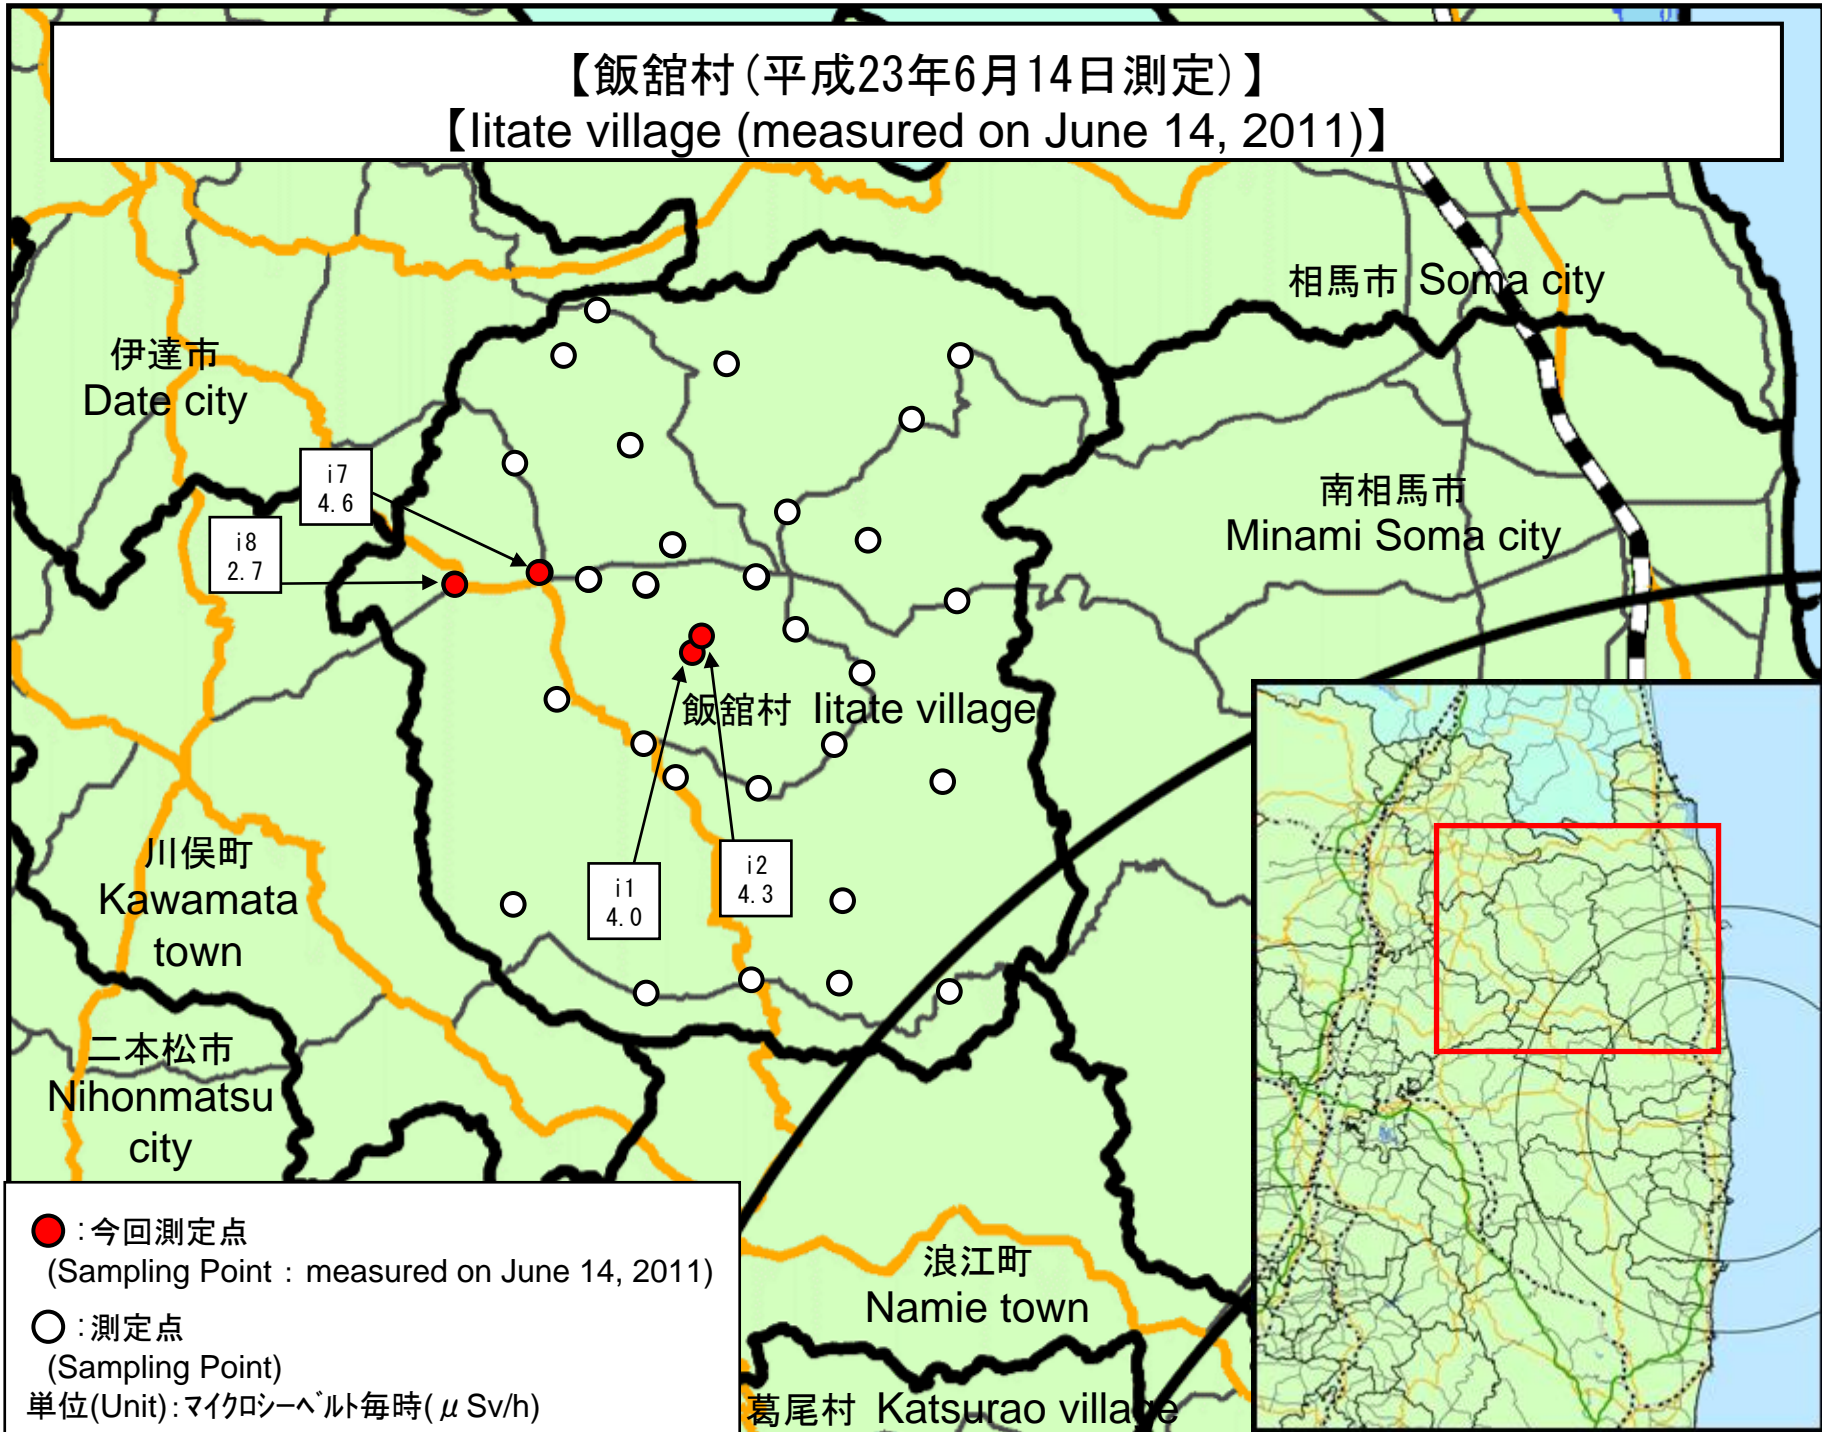 【飯舘村(平成23年6月14日測定)】
【Iitate village (measured on June 14, 2011)】
相馬市 Soma city
伊達市
Date city
i7
4.6
南相馬市
Minami Soma city
i8
2.7
飯舘村 Iitate village
川俣町
Kawamata
town
i1
4.0
i2
4.3
二本松市
Nihonmatsu
city
:今回測定点
(Sampling Point : measured on June 14, 2011)
:測定点
(Sampling Point)
単位(Unit):マイクロシーベルト毎時(μSv/h)
浪江町
Namie town
葛尾村 Katsurao village